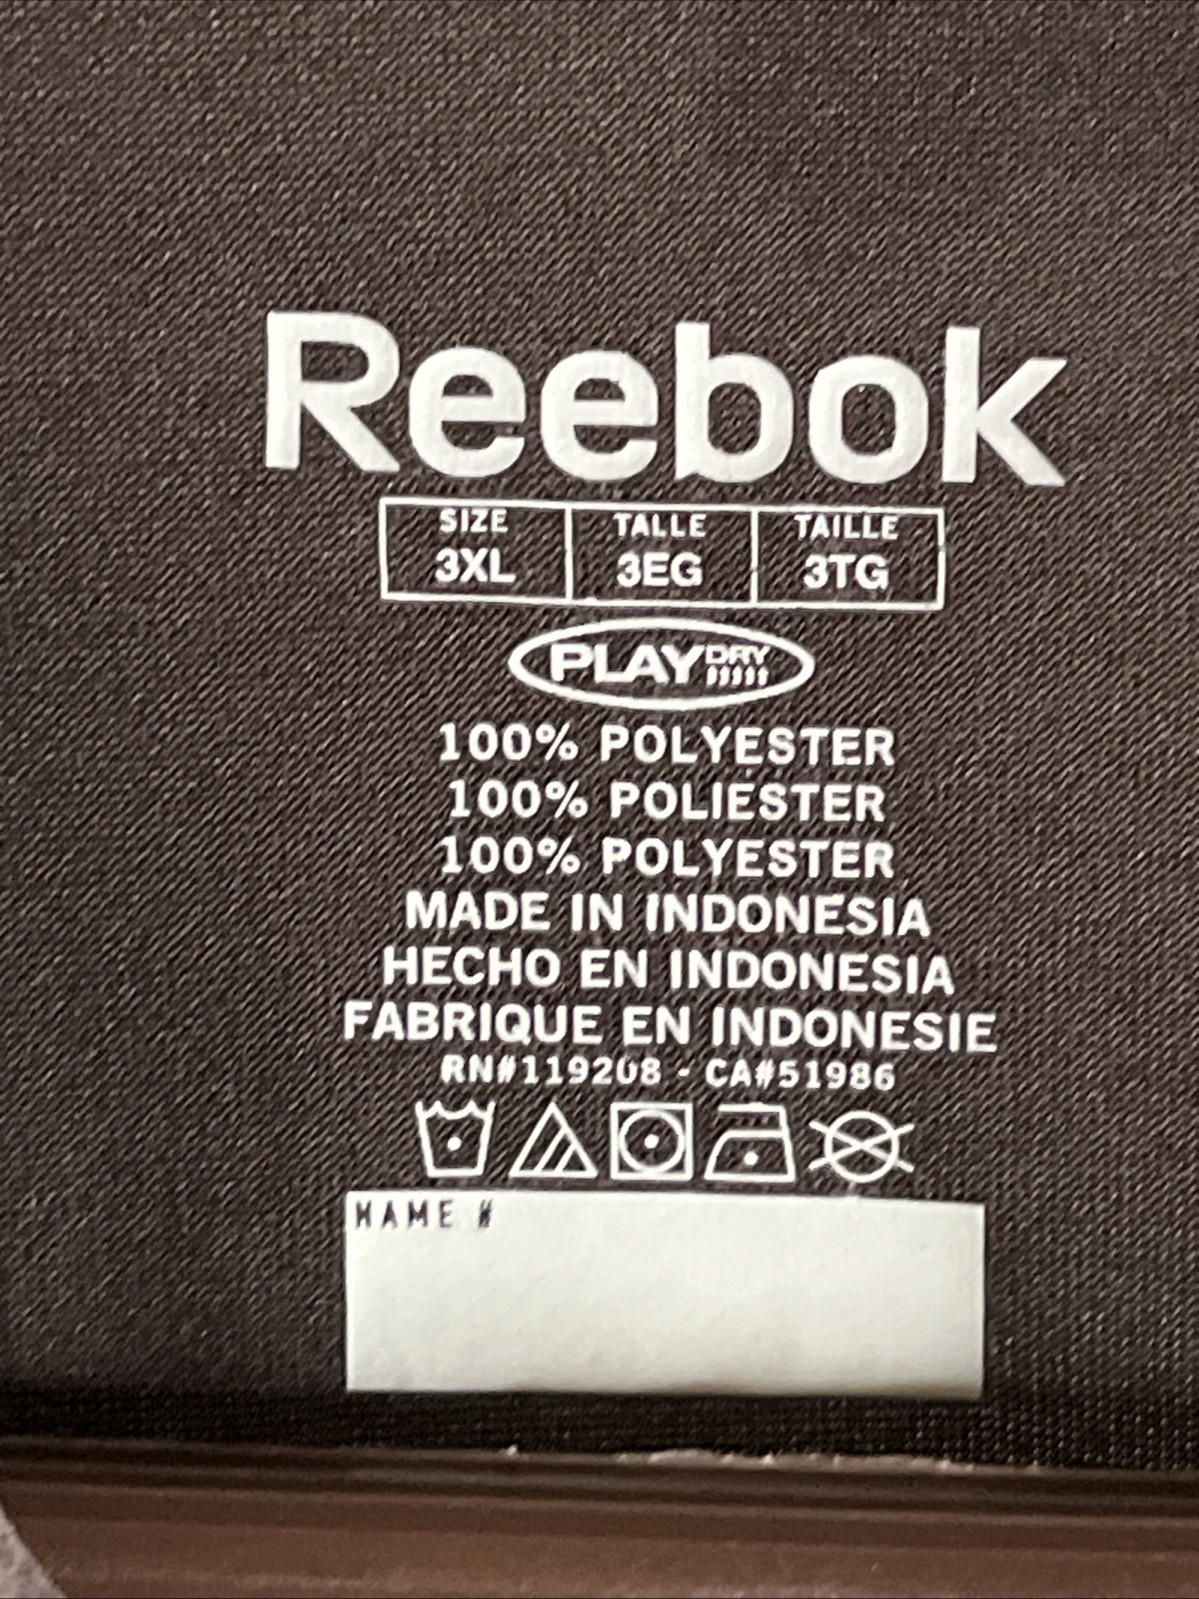 Reebok
SIZE TALLE TAILLE
3XL 3EG 3TG
PLAY DRY
100% POLYESTER
100% POLIÉSTER
100% POLYESTER
MADE IN INDONESIA
HECHO EN INDONESIA
FABRIQUE EN INDONESIE
RN#119208 - CA#51986
NAME #